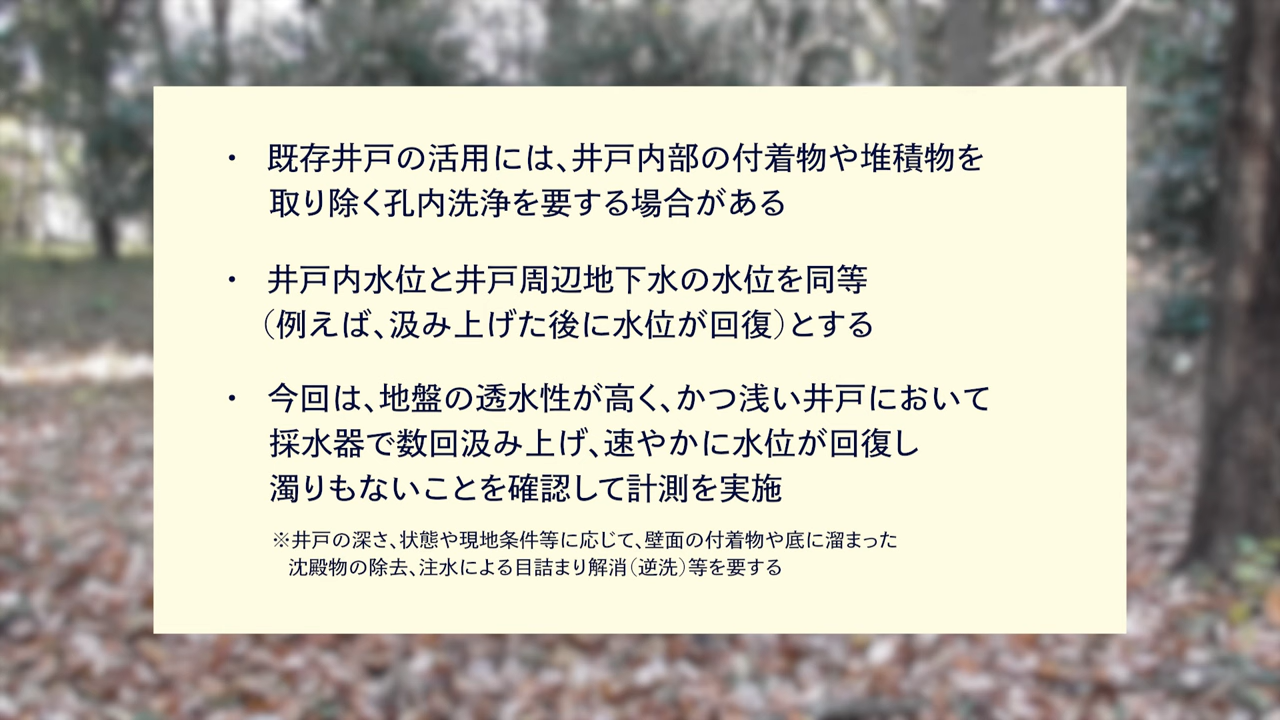 ・ 既存井戸の活用には、井戸内部の付着物や堆積物を
取り除く孔内洗浄を要する場合がある
・ 井戸内水位と井戸周辺地下水の水位を同等
（例えば、汲み上げた後に水位が回復）とする
・ 今回は、地盤の透水性が高く、かつ浅い井戸において
採水器で数回汲み上げ、速やかに水位が回復し
濁りもないことを確認して計測を実施
※井戸の深さ、状態や現地条件等に応じて、壁面の付着物や底に溜まった
沈殿物の除去、注水による目詰まり解消（逆洗）等を要する